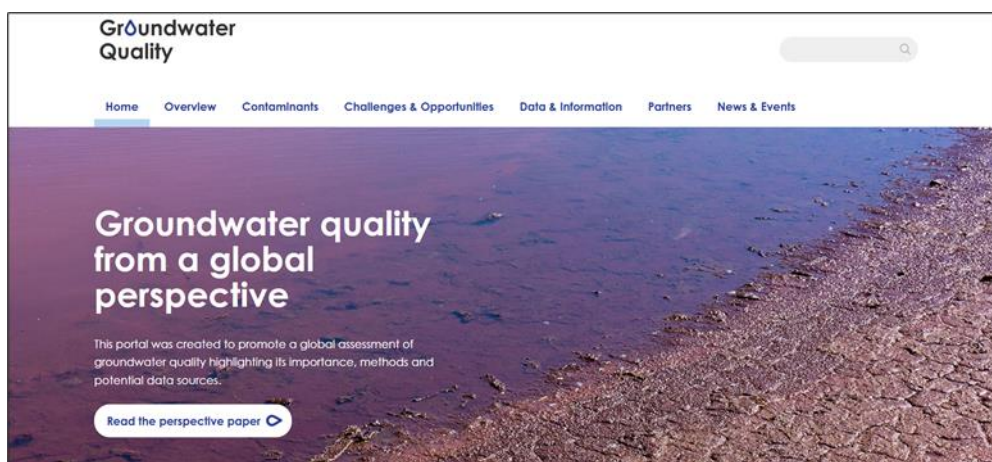 Groundwater
Quality
Home Overview Contaminants Challenges & Opportunities Data & Information Partners News & Events
Groundwater quality
from a global
perspective
This portal was created to promote a global assessment of
groundwater quality highlighting its importance, methods and
potential data sources.
Read the perspective paper